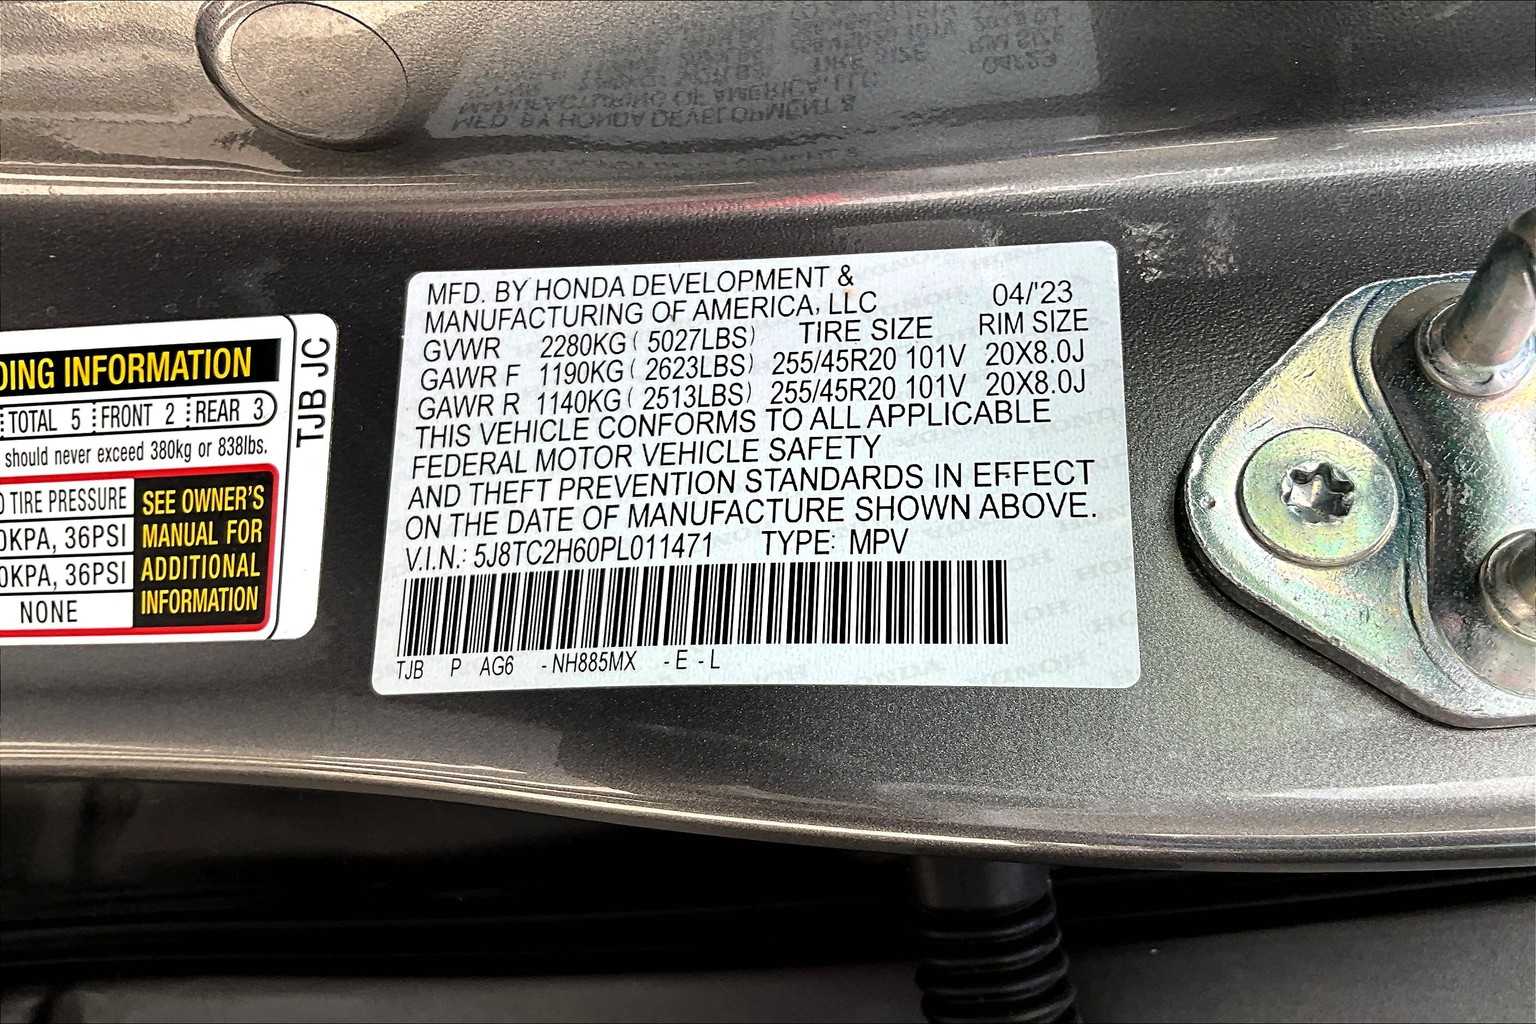 MFD. BY HONDA DEVELOPMENT &
MANUFACTURING OF AMERICA, LLC 04/'23
GVWR 2280KG ( 5027LBS) TIRE SIZE RIM SIZE
GAWR F 1190KG ( 2623LBS) 255/45R20 101V 20X8.0J
GAWR R 1140KG ( 2513LBS) 255/45R20 101V 20X8.0J
THIS VEHICLE CONFORMS TO ALL APPLICABLE
FEDERAL MOTOR VEHICLE SAFETY
AND THEFT PREVENTION STANDARDS IN EFFECT
ON THE DATE OF MANUFACTURE SHOWN ABOVE.
V.I.N.: 5J8TC2H60PL011471 TYPE: MPV
TJB P AG6 - NH885MX - E - L
INFORMATION
TOTAL 5 FRONT 2 REAR 3
should never exceed 380kg or 838lbs.
TIRE PRESSURE
36PSI
36PSI
NONE
SEE OWNER'S
MANUAL FOR
ADDITIONAL
INFORMATION
TJB JC